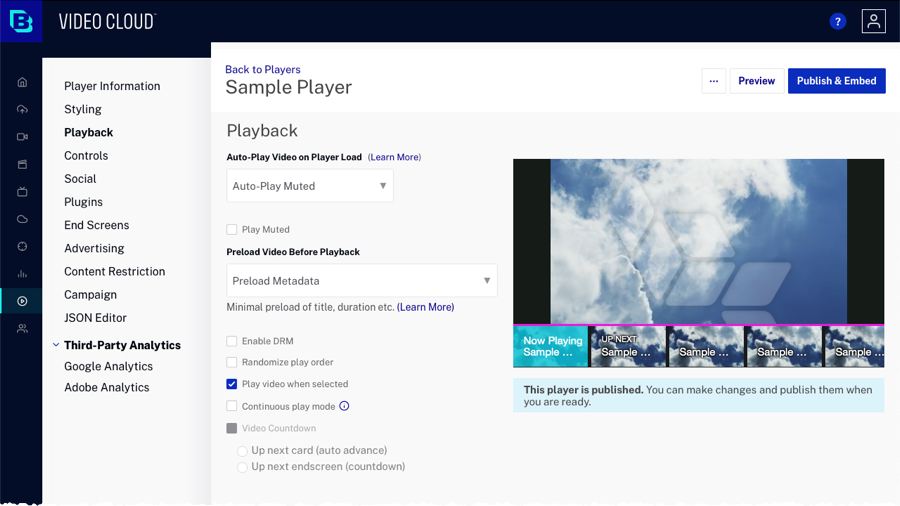 VIDEO CLOUD™
?
Back to Players
Sample Player
...
Preview
Publish & Embed
Player Information
Styling
Playback
Controls
Social
Plugins
End Screens
Advertising
Content Restriction
Campaign
JSON Editor
Third-Party Analytics
Google Analytics
Adobe Analytics
Playback
Auto-Play Video on Player Load (Learn More)
Auto-Play Muted
Play Muted
Preload Video Before Playback
Preload Metadata
Minimal preload of title, duration etc. (Learn More)
Enable DRM
Randomize play order
Play video when selected
Continuous play mode
Video Countdown
Up next card (auto advance)
Up next endscreen (countdown)
Now Playing
Sample ...
UP NEXT
Sample ...
Sample ...
Sample ...
Sample
This player is published. You can make changes and publish them when
you are ready.